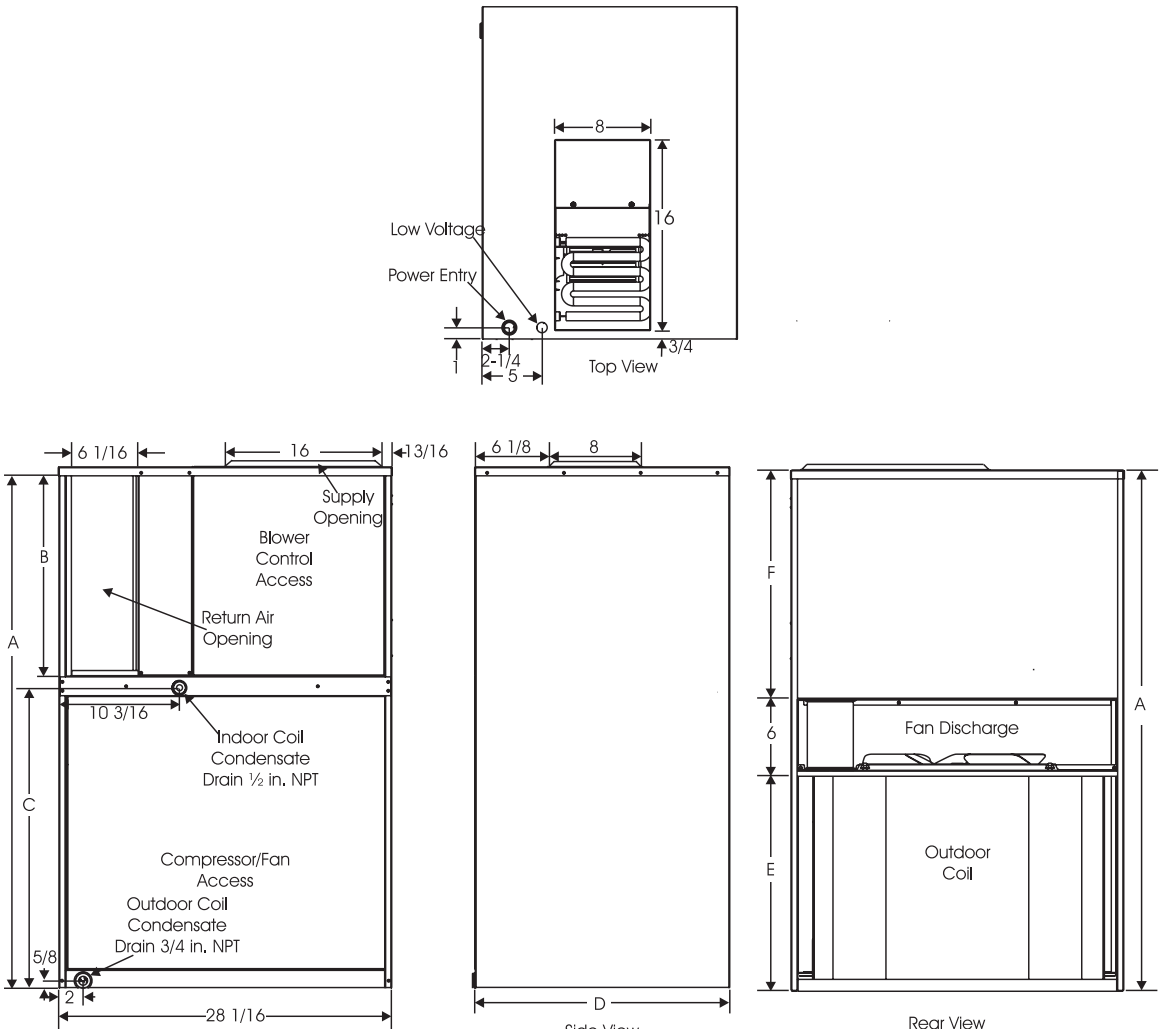 8
16
Low Voltage
Power Entry
1
2-1/4
5
3/4
Top View
6 1/16
16
13/16
Supply
Opening
Blower
Control
Access
B
A
Return Air
Opening
10 3/16
Indoor Coil
Condensate
Drain ½ in. NPT
C
Compressor/Fan
Access
Outdoor Coil
Condensate
Drain 3/4 in. NPT
5/8
2
28 1/16
6 1/8
8
D
Side View
F
A
6
Fan Discharge
E
Outdoor
Coil
Rear View